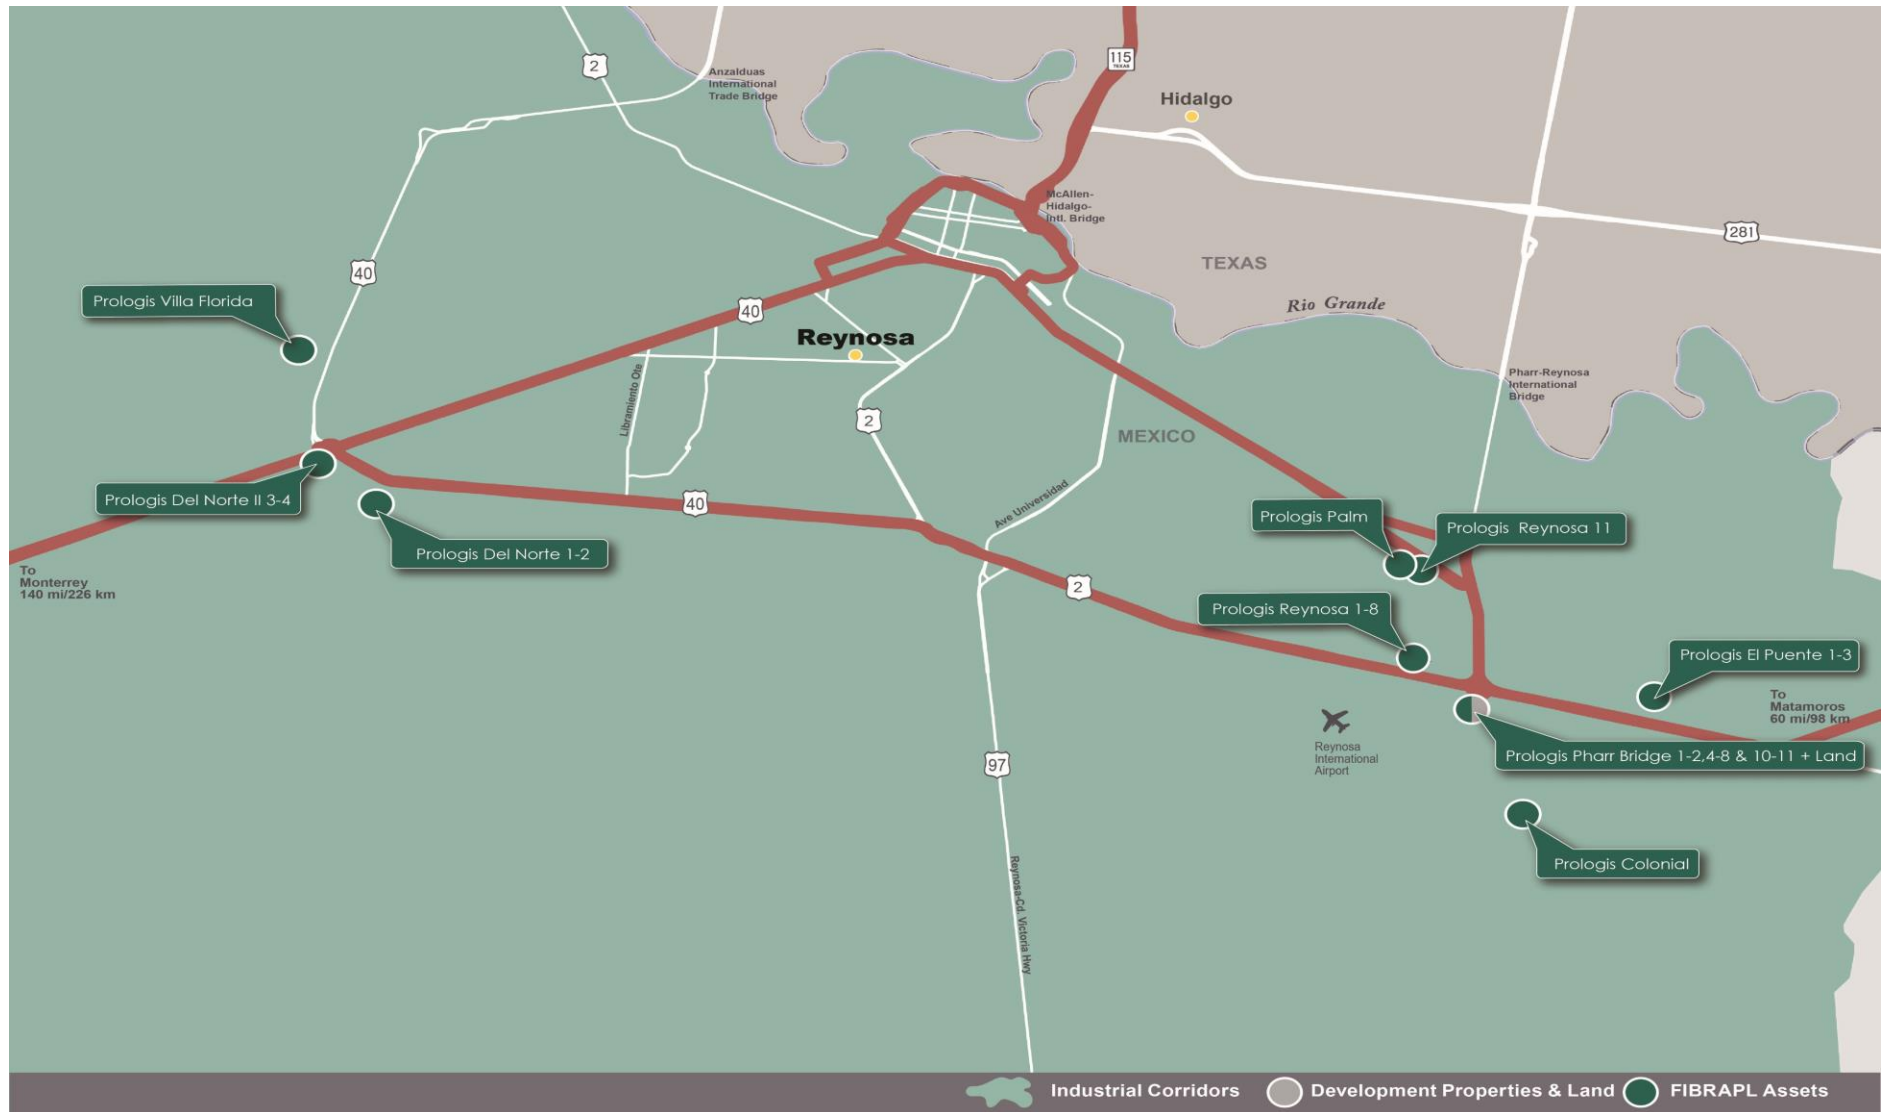 115
TEXAS
2
Anzalduas
International
Trade Bridge
Hidalgo
McAllen-
Hidalgo-
Intl. Bridge
281
TEXAS
40
Prologis Villa Florida
Rio Grande
40
Reynosa
Libramiento Ote
Pharr-Reynosa
International
Bridge
2
MEXICO
Prologis Del Norte II 3-4
40
Ave Universidad
Prologis Palm
Prologis Reynosa 11
Prologis Del Norte 1-2
To
Monterrey
140 mi/226 km
2
Prologis Reynosa 1-8
Prologis El Puente 1-3
To
Matamoros
60 mi/98 km
Reynosa
International
Airport
Prologis Pharr Bridge 1-2,4-8 & 10-11 + Land
97
Prologis Colonial
Reynosa-Cd. Victoria Hwy
Industrial Corridors
Development Properties & Land
FIBRAPL Assets